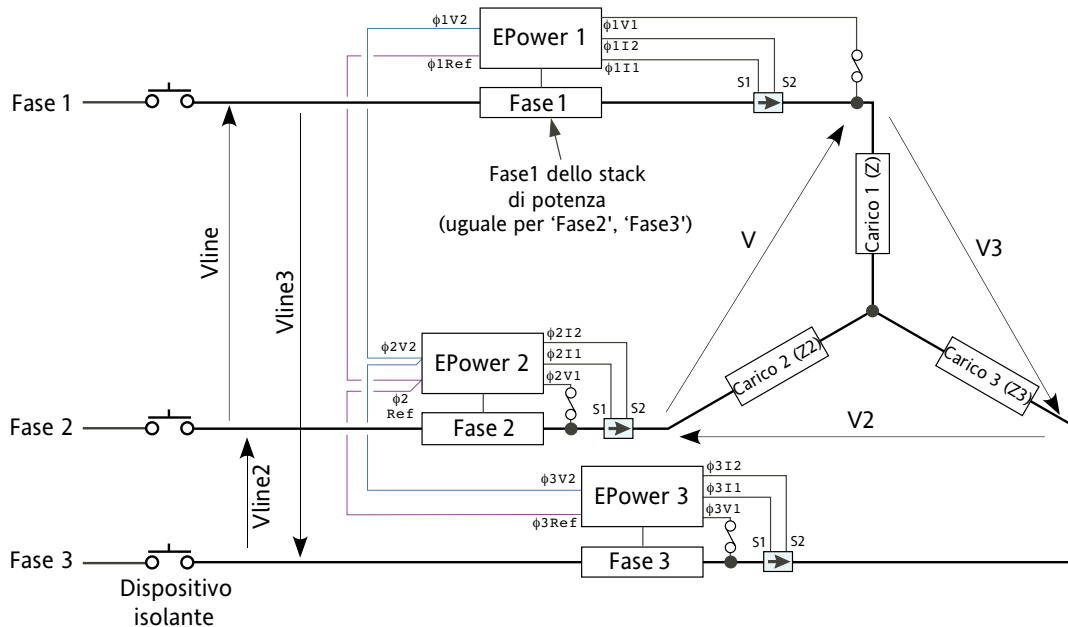 ϕ1V2
EPower 1
ϕ1V1
ϕ1I2
ϕ1I1
ϕ1Ref
S1
S2
Fase 1
Fase1
Fase1 dello stack
di potenza
(uguale per ‘Fase2', ‘Fase3')
Carico 1 (Z)
V
V3
Vline
Vline3
ϕ2V2
EPower 2
ϕ2I2
ϕ2I1
ϕ2V1
ϕ2
Ref
S1
S2
Carico 2 (Z2)
Carico 3 (Z3)
Fase 2
Fase 2
V2
Vline2
ϕ3V2
EPower 3
ϕ3I2
ϕ3I1
ϕ3V1
ϕ3Ref
S1
S2
Fase 3
Fase 3
Dispositivo
isolante